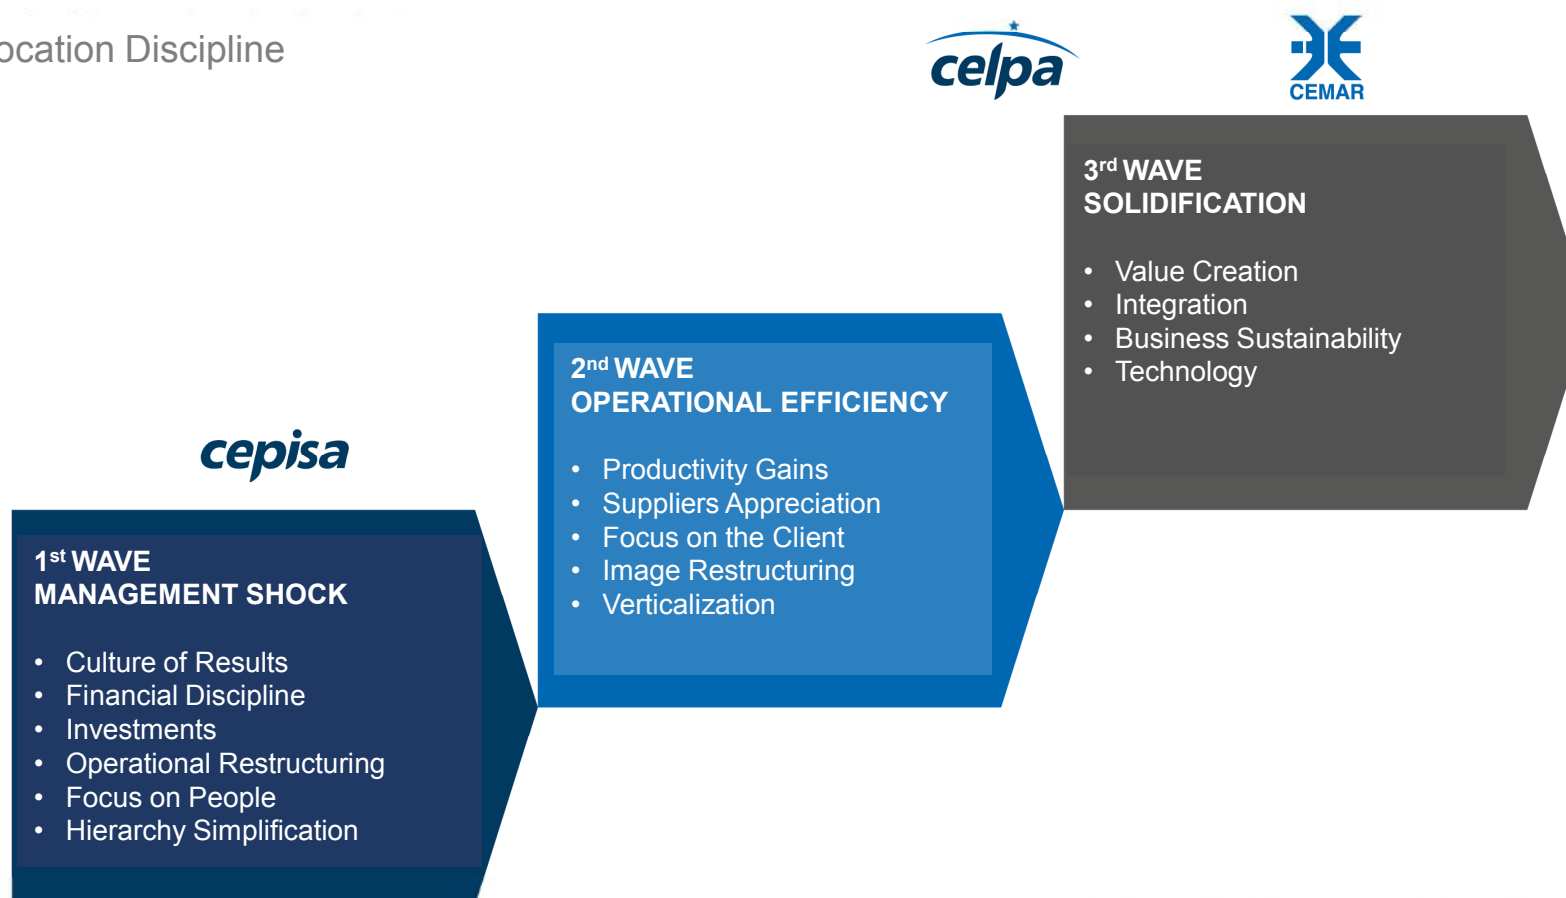 ocation Discipline
celpa
CEMAR
3rd WAVE
SOLIDIFICATION
• Value Creation
• Integration
• Business Sustainability
• Technology
2nd WAVE
OPERATIONAL EFFICIENCY
• Productivity Gains
• Suppliers Appreciation
• Focus on the Client
• Image Restructuring
• Verticalization
cepisa
1st WAVE
MANAGEMENT SHOCK
• Culture of Results
• Financial Discipline
• Investments
• Operational Restructuring
• Focus on People
• Hierarchy Simplification